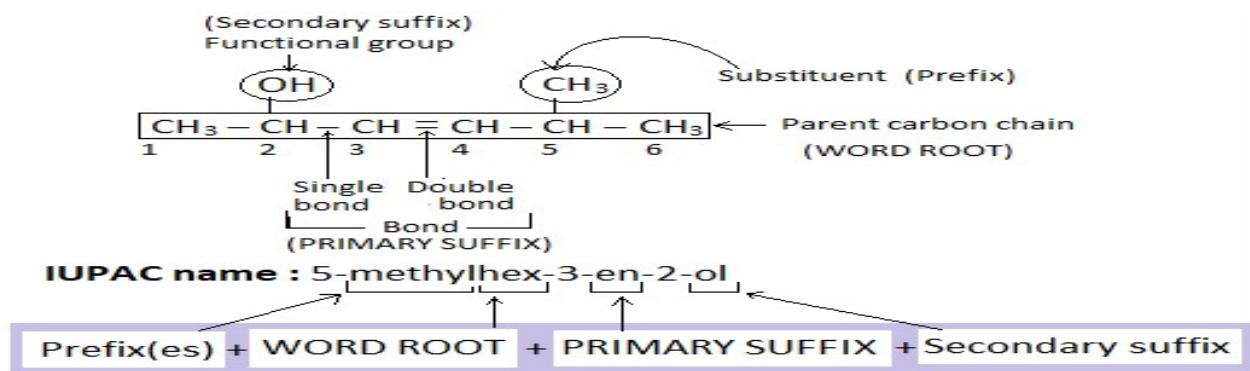 (Secondary suffix)
Functional group
OH
CH₃
Substituent (Prefix)
CH₃ – CH – CH = CH – CH – CH₃
Parent carbon chain
(WORD ROOT)
1 2 3 4 5 6
Single bond
Double bond
Bond
(PRIMARY SUFFIX)
IUPAC name : 5-methylhex-3-en-2-ol
Prefix(es) + WORD ROOT + PRIMARY SUFFIX + Secondary suffix